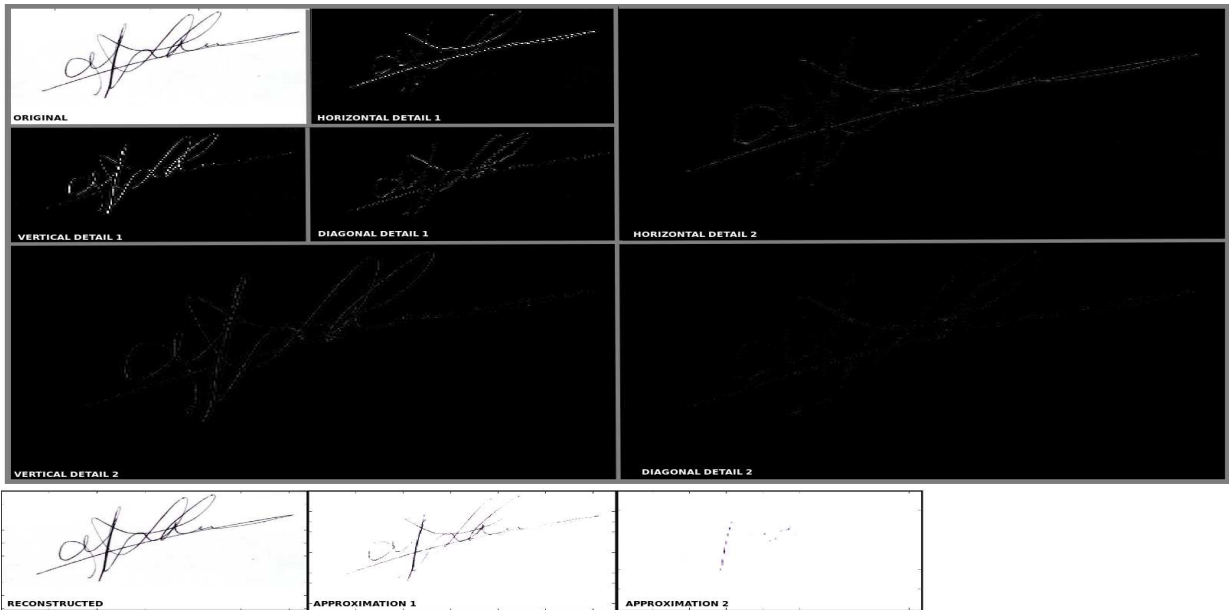 ORIGINAL
HORIZONTAL DETAIL 1
VERTICAL DETAIL 1
DIAGONAL DETAIL 1
HORIZONTAL DETAIL 2
VERTICAL DETAIL 2
DIAGONAL DETAIL 2
RECONSTRUCTED
APPROXIMATION 1
APPROXIMATION 2